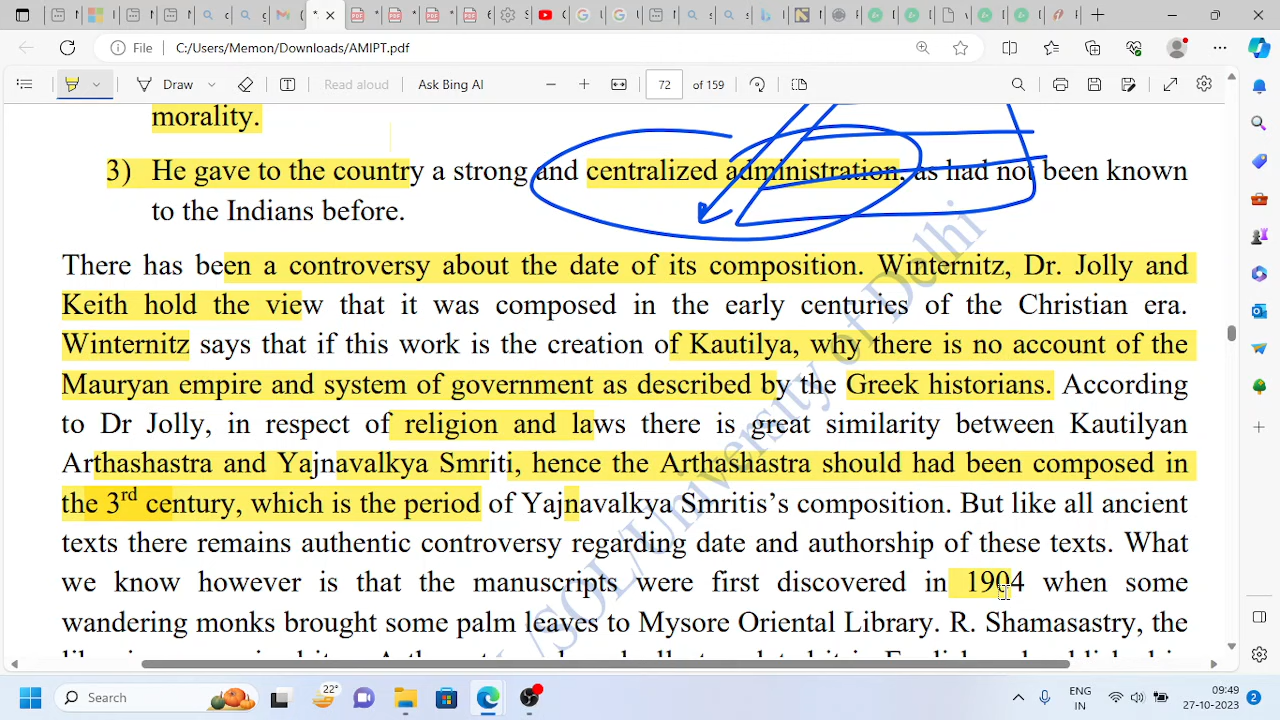 File C:/Users/Memon/Downloads/AMIPT.pdf
Draw Read aloud Ask Bing AI 72 of 159
morality.
3) He gave to the country a strong and centralized administration, as had not been known
to the Indians before.
There has been a controversy about the date of its composition. Winternitz, Dr. Jolly and
Keith hold the view that it was composed in the early centuries of the Christian era.
Winternitz says that if this work is the creation of Kautilya, why there is no account of the
Mauryan empire and system of government as described by the Greek historians. According
to Dr Jolly, in respect of religion and laws there is great similarity between Kautilyan
Arthashastra and Yajnavalkya Smriti, hence the Arthashastra should had been composed in
the 3rd century, which is the period of Yajnavalkya Smritis's composition. But like all ancient
texts there remains authentic controversy regarding date and authorship of these texts. What
we know however is that the manuscripts were first discovered in 1904 when some
wandering monks brought some palm leaves to Mysore Oriental Library. R. Shamasastry, the
/SOL/University of Delhi
Search 22° ENG 09:49
IN 27-10-2023 2